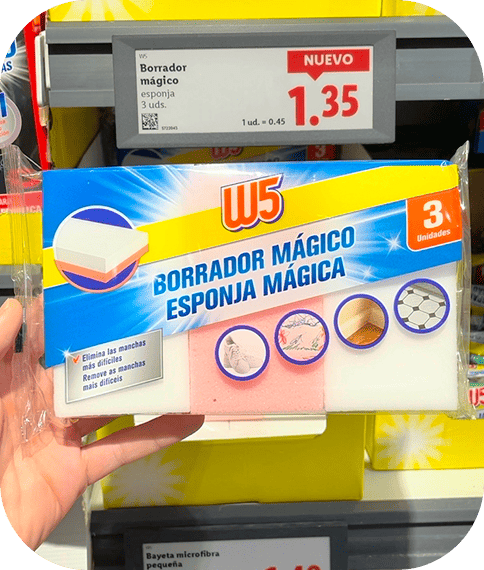 W5
Borrador
mágico
esponja
3 uds.
NUEVO
1.35
1 ud. = 0.45
W5
3
Unidades
BORRADOR MÁGICO
ESPONJA MÁGICA
Elimina las manchas
más difíciles
Remove as manchas
mais difíceis
W5
Bayeta microfibra
pequeña